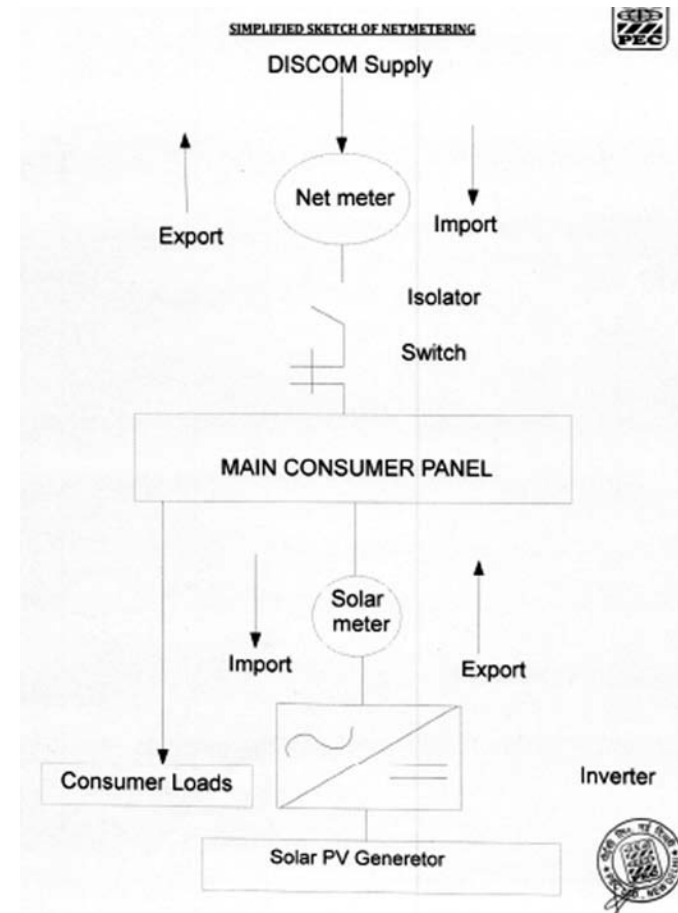 SIMPLIFIED SKETCH OF NETMETERING
PEC
DISCOM Supply
Net meter
Export
Import
Isolator
Switch
MAIN CONSUMER PANEL
Solar
meter
Import
Export
Consumer Loads
Inverter
Solar PV Generetor